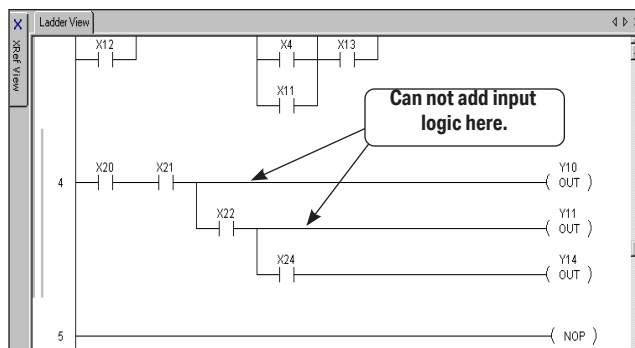 X
Ladder View
XRef View
X12
X4
X13
X11
Can not add input
logic here.
X20
X21
Y10
4
OUT
X22
Y11
OUT
X24
Y14
OUT
5
NOP